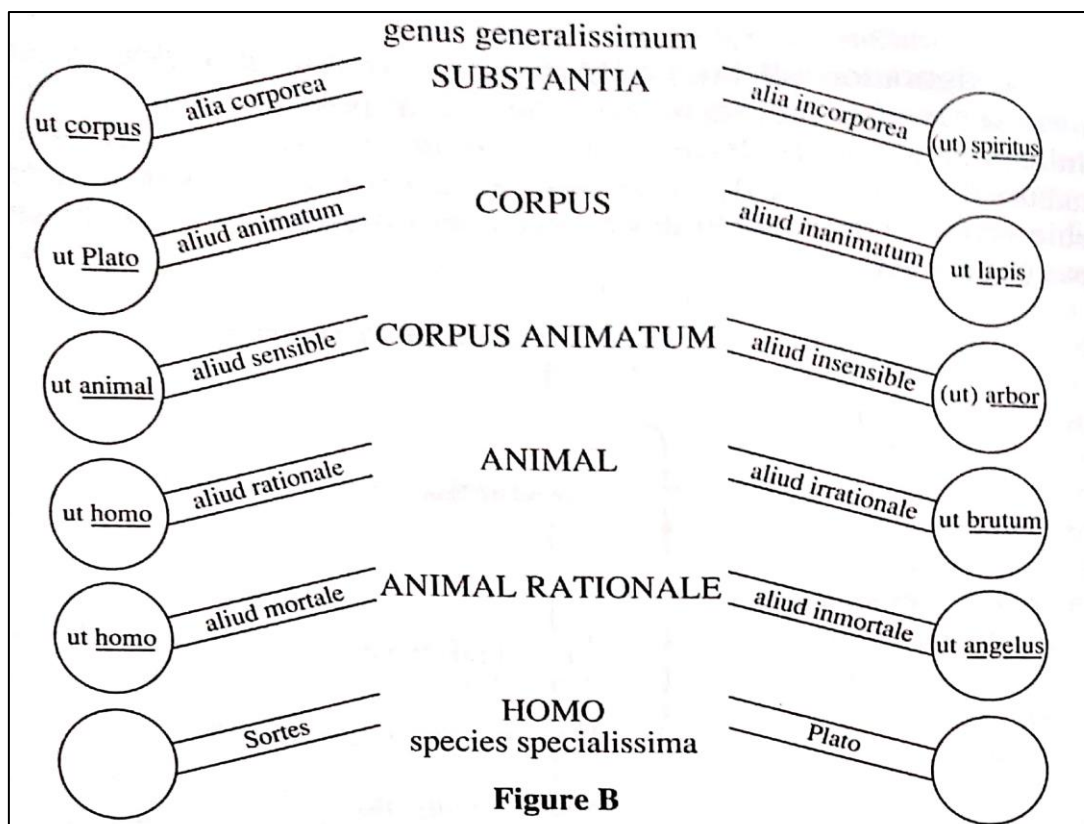 genus generalissimum
SUBSTANTIA
alia corporea
alia incorporea
ut corpus
(ut) spiritus
CORPUS
aliud animatum
aliud inanimatum
ut Plato
ut lapis
CORPUS ANIMATUM
aliud sensible
aliud insensible
ut animal
(ut) arbor
ANIMAL
aliud rationale
aliud irrationale
ut homo
ut brutum
ANIMAL RATIONALE
aliud mortale
aliud inmortale
ut homo
ut angelus
HOMO
species specialissima
Sortes
Plato
Figure B